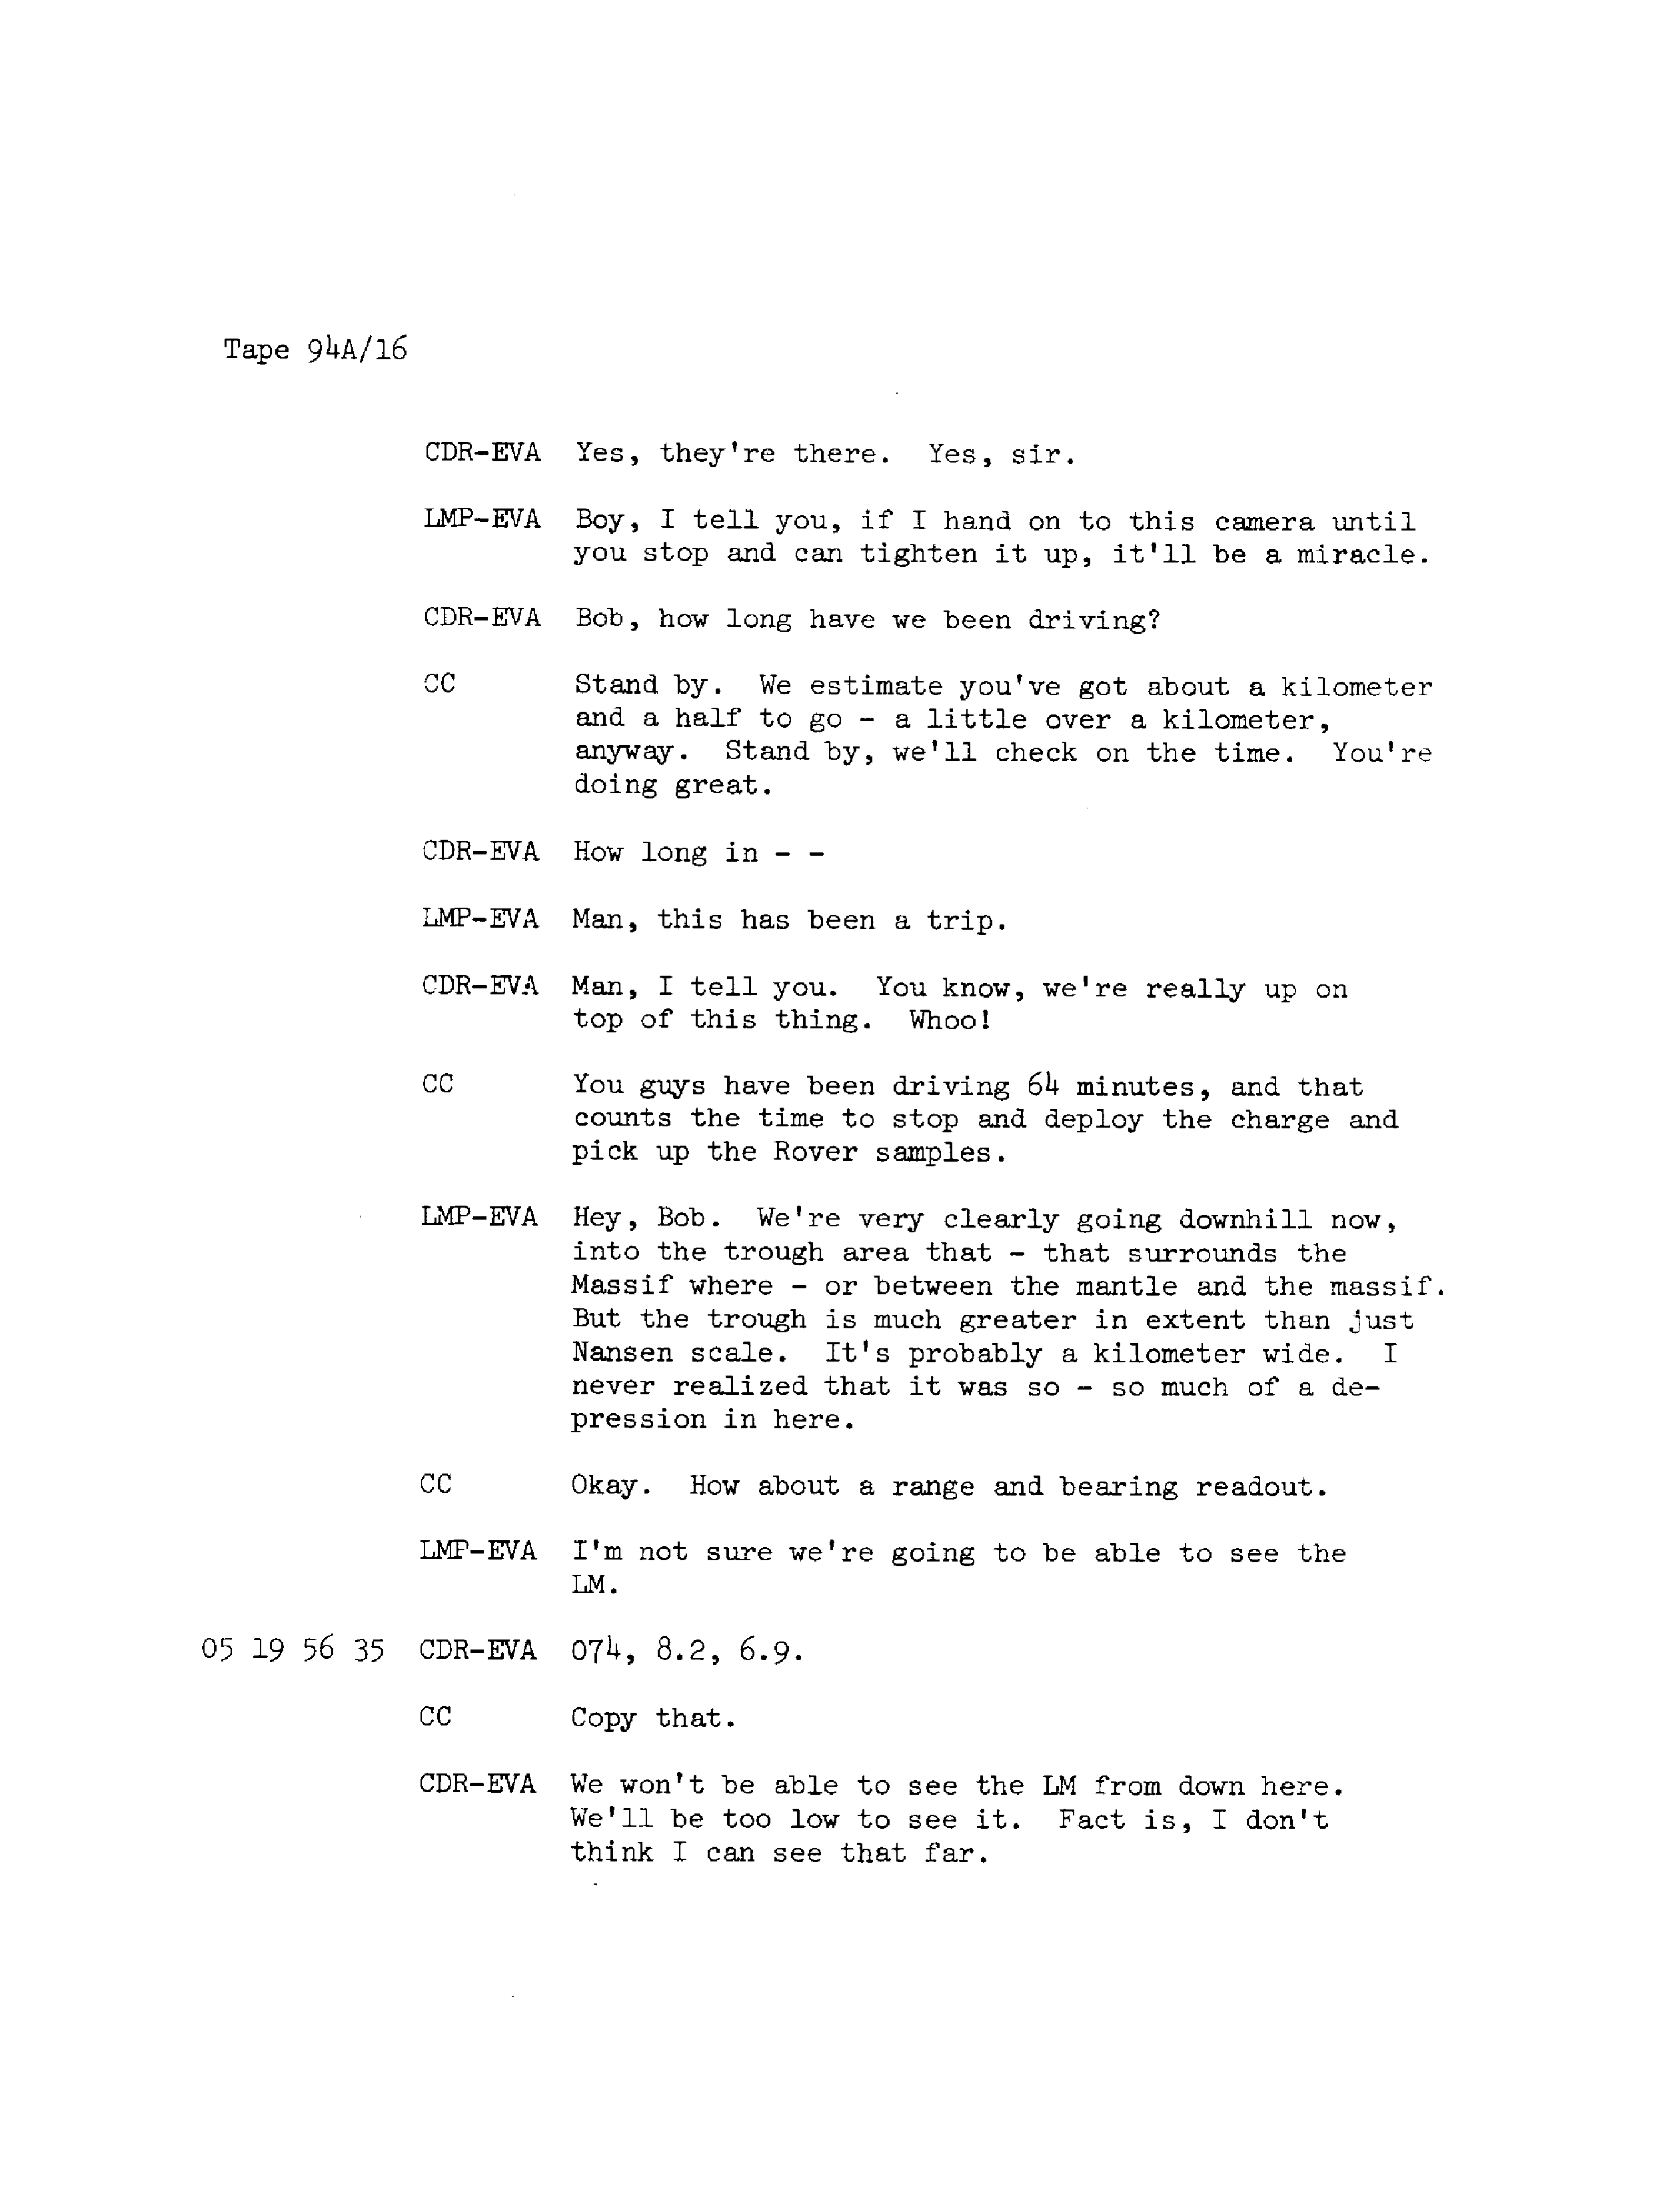 Tape 94A/16
CDR-EVA Yes, they're there. Yes, sir.
LMP-EVA Boy, I tell you, if I hand on to this camera until
you stop and can tighten it up, it'll be a miracle.
CDR-EVA Bob, how long have we been driving?
CC Stand by. We estimate you've got about a kilometer
and a half to go - a little over a kilometer,
anyway. Stand by, we'll check on the time. You're
doing great.
CDR-EVA How long in - -
LMP-EVA Man, this has been a trip.
CDR-EVA Man, I tell you. You know, we're really up on
top of this thing. Whoo!
CC You guys have been driving 64 minutes, and that
counts the time to stop and deploy the charge and
pick up the Rover samples.
LMP-EVA Hey, Bob. We're very clearly going downhill now,
into the trough area that - that surrounds the
Massif where - or between the mantle and the massif.
But the trough is much greater in extent than just
Nansen scale. It's probably a kilometer wide. I
never realized that it was so - so much of a de-
pression in here.
CC Okay. How about a range and bearing readout.
LMP-EVA I'm not sure we're going to be able to see the
LM.
05 19 56 35 CDR-EVA 074, 8.2, 6.9.
CC Copy that.
CDR-EVA We won't be able to see the LM from down here.
We'll be too low to see it. Fact is, I don't
think I can see that far.